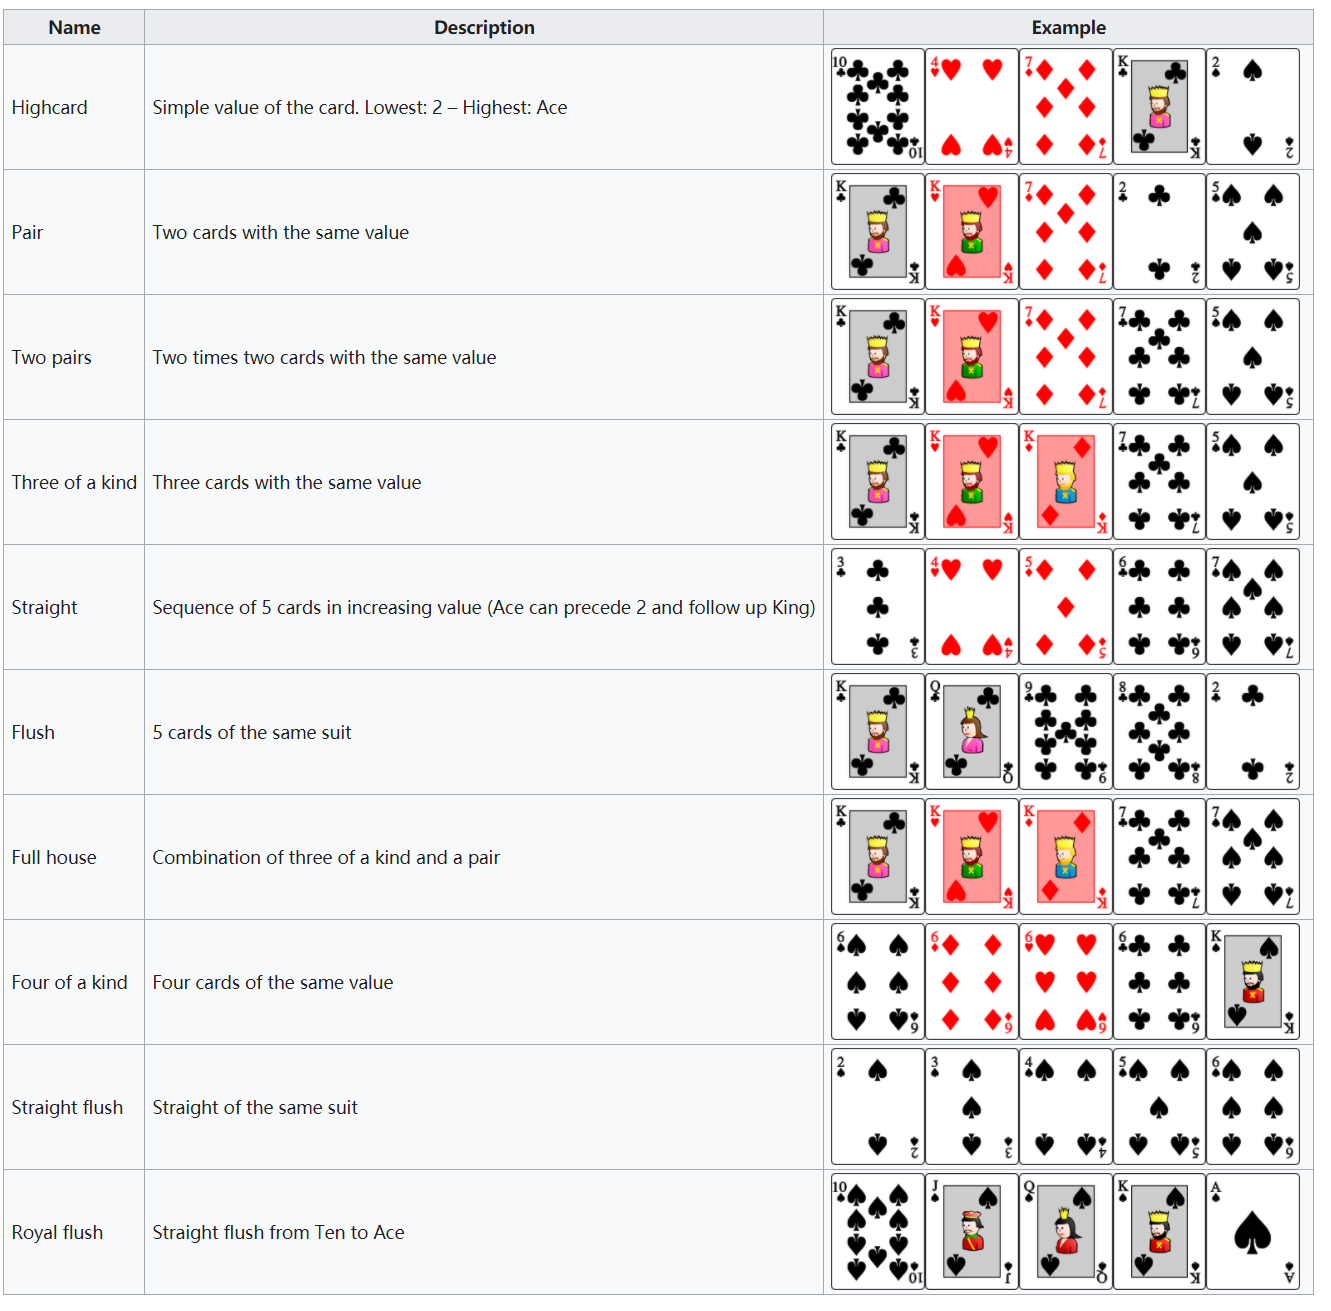 Name Description Example
Highcard Simple value of the card. Lowest: 2 – Highest: Ace 10 4 7 K 2
10 4 7 K 2
Pair Two cards with the same value K K 7 2 5
K K 7 2 5
Two pairs Two times two cards with the same value K K 7 7 5
K K 7 7 5
Three of a kind Three cards with the same value K K K 7 5
K K K 7 5
Straight Sequence of 5 cards in increasing value (Ace can precede 2 and follow up King) 3 4 5 6 7
3 4 5 6 7
Flush 5 cards of the same suit K Q 9 8 2
K Q 9 8 2
Full house Combination of three of a kind and a pair K K K 7 7
K K K 7 7
Four of a kind Four cards of the same value 6 6 6 6 K
6 6 6 6 K
Straight flush Straight of the same suit 2 3 4 5 6
2 3 4 5 6
Royal flush Straight flush from Ten to Ace 10 J Q K A
10 J Q K A